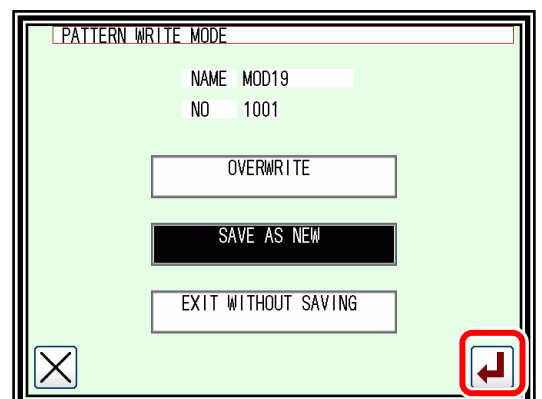 PATTERN WRITE MODE
NAME MOD19
NO 1001
OVERWRITE
SAVE AS NEW
EXIT WITHOUT SAVING